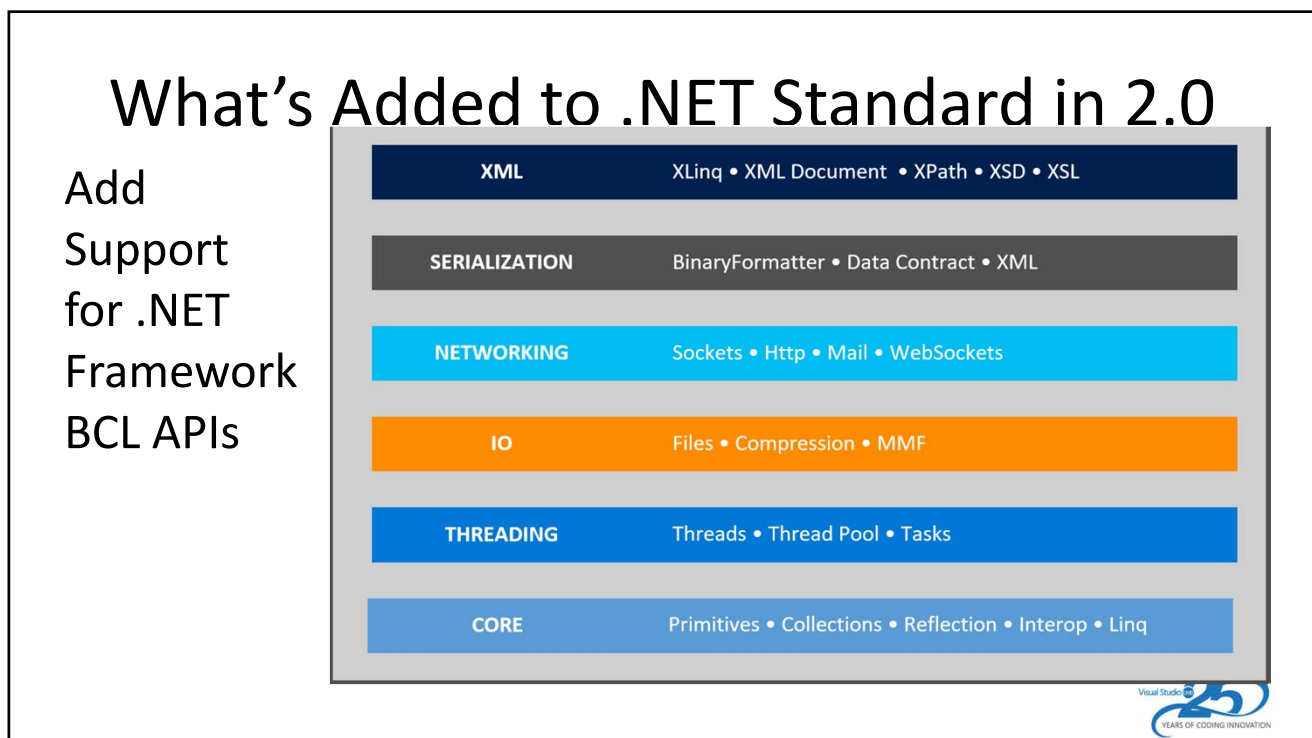 What's Added to .NET Standard in 2.0
Add
Support
for .NET
Framework
BCL APIs
XML XLinq • XML Document • XPath • XSD • XSL
SERIALIZATION BinaryFormatter • Data Contract • XML
NETWORKING Sockets • Http • Mail • WebSockets
IO Files • Compression • MMF
THREADING Threads • Thread Pool • Tasks
CORE Primitives • Collections • Reflection • Interop • Linq
Visual Studio LIVE! 25
YEARS OF CODING INNOVATION